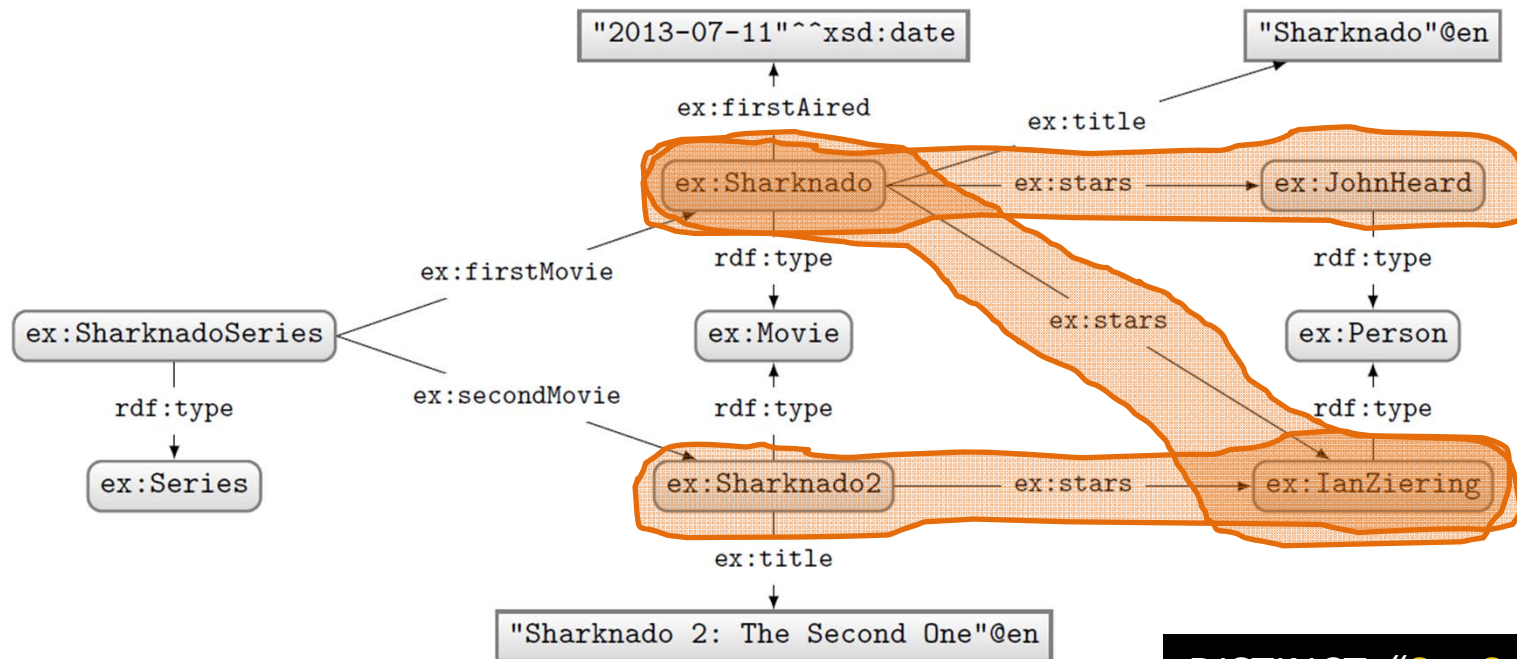 "2013-07-11"^^xsd:date
"Sharknado"@en
ex:firstAired
ex:title
ex:Sharknado
ex:stars
ex:JohnHeard
rdf:type
rdf:type
ex:firstMovie
ex:stars
ex:SharknadoSeries
ex:Movie
ex:Person
ex:secondMovie
rdf:type
rdf:type
rdf:type
ex:Series
ex:Sharknado2
ex:stars
ex:IanZiering
ex:title
"Sharknado 2: The Second One"@en